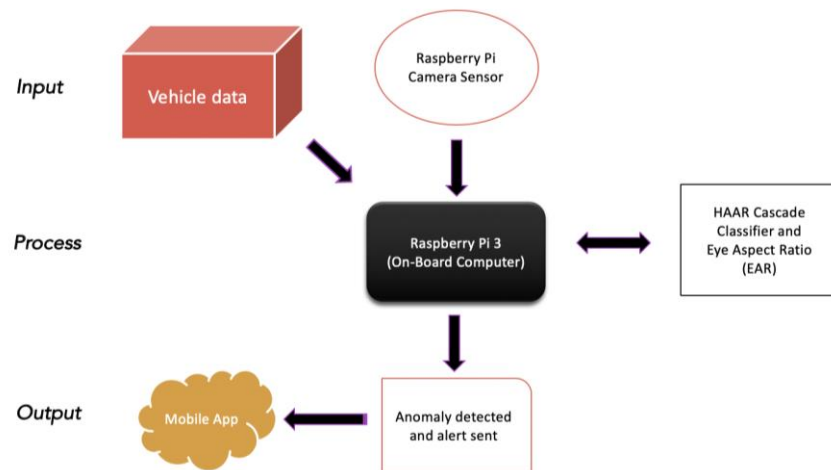 Input
Vehicle data
Raspberry Pi
Camera Sensor
Process
Raspberry Pi 3
(On-Board Computer)
HAAR Cascade
Classifier and
Eye Aspect Ratio
(EAR)
Output
Mobile App
Anomaly detected
and alert sent